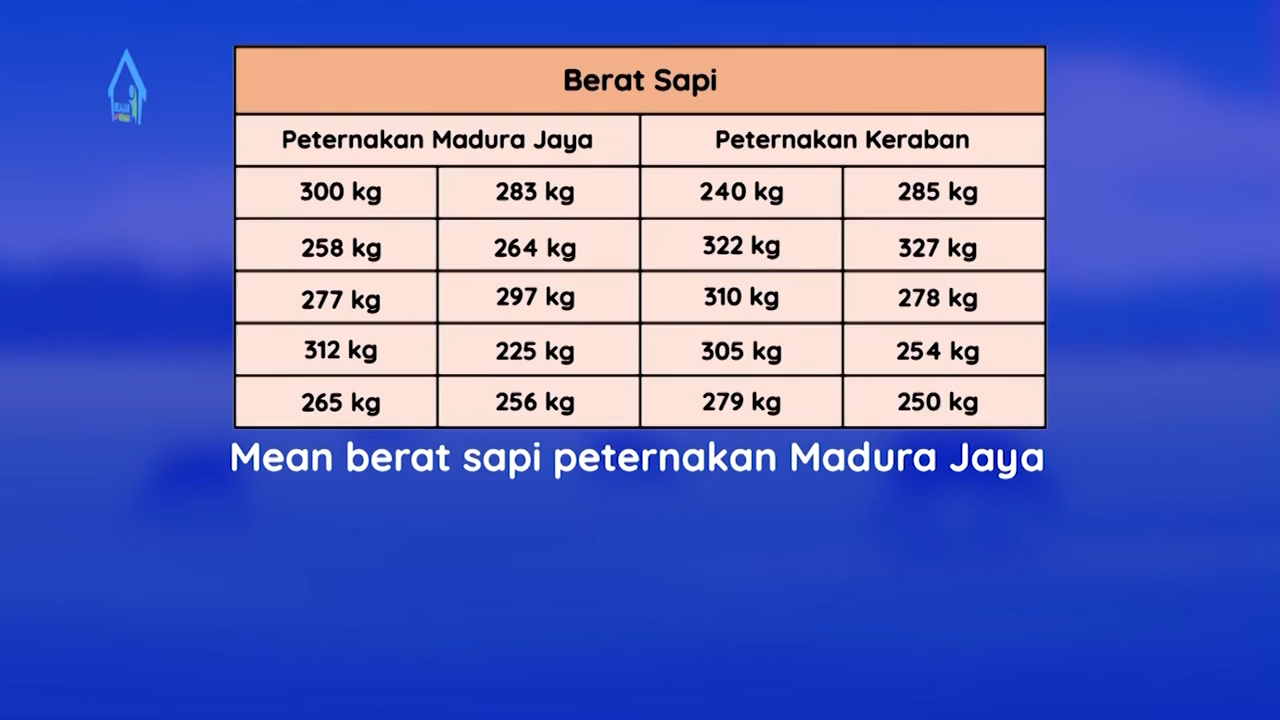 Berat Sapi
Peternakan Madura Jaya Peternakan Keraban
300 kg 283 kg 240 kg 285 kg
258 kg 264 kg 322 kg 327 kg
277 kg 297 kg 310 kg 278 kg
312 kg 225 kg 305 kg 254 kg
265 kg 256 kg 279 kg 250 kg
Mean berat sapi peternakan Madura Jaya